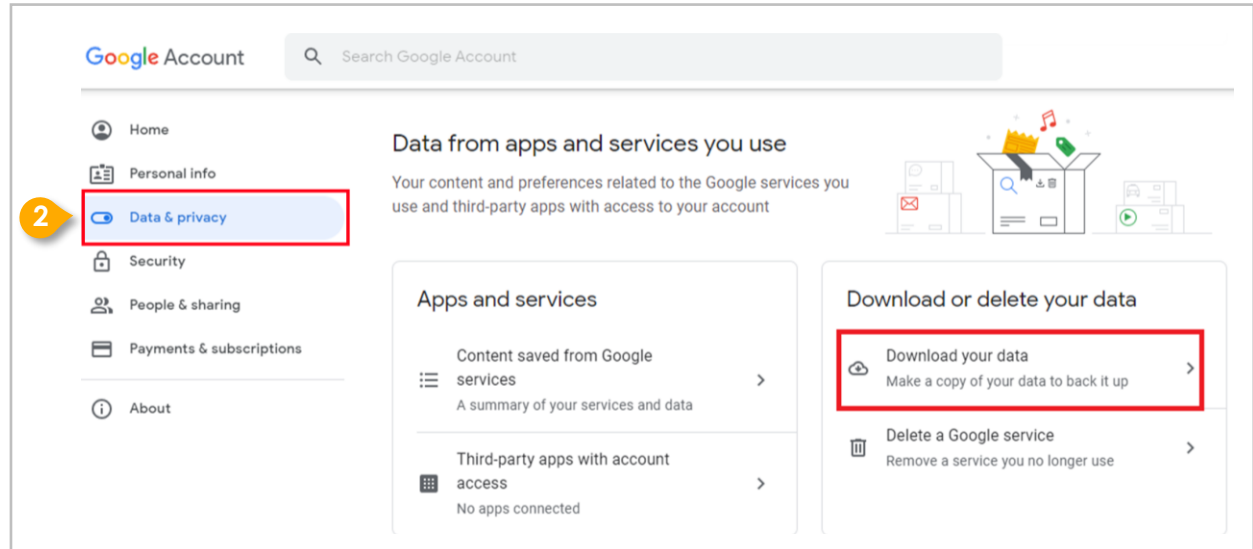 Google Account
Search Google Account
Home
Personal info
2
Data & privacy
Security
People & sharing
Payments & subscriptions
About
Data from apps and services you use
Your content and preferences related to the Google services you
use and third-party apps with access to your account
Apps and services
Content saved from Google
services
A summary of your services and data
Third-party apps with account
access
No apps connected
Download or delete your data
Download your data
Make a copy of your data to back it up
Delete a Google service
Remove a service you no longer use